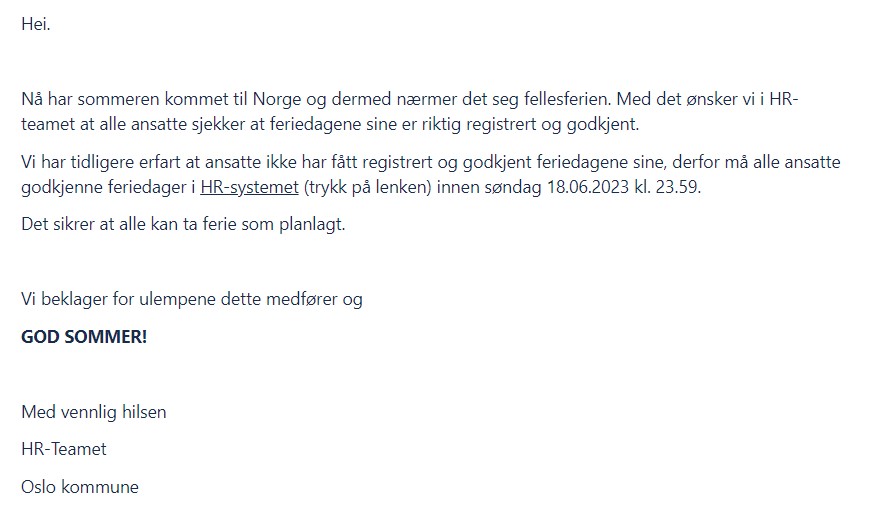 Hei.
Nå har sommeren kommet til Norge og dermed nærmer det seg fellesferien. Med det ønsker vi i HR-
teamet at alle ansatte sjekker at feriedagene sine er riktig registrert og godkjent.
Vi har tidligere erfart at ansatte ikke har fått registrert og godkjent feriedagene sine, derfor må alle ansatte
godkjenne feriedager i HR-systemet (trykk på lenken) innen søndag 18.06.2023 kl. 23.59.
Det sikrer at alle kan ta ferie som planlagt.
Vi beklager for ulempene dette medfører og
GOD SOMMER!
Med vennlig hilsen
HR-Teamet
Oslo kommune